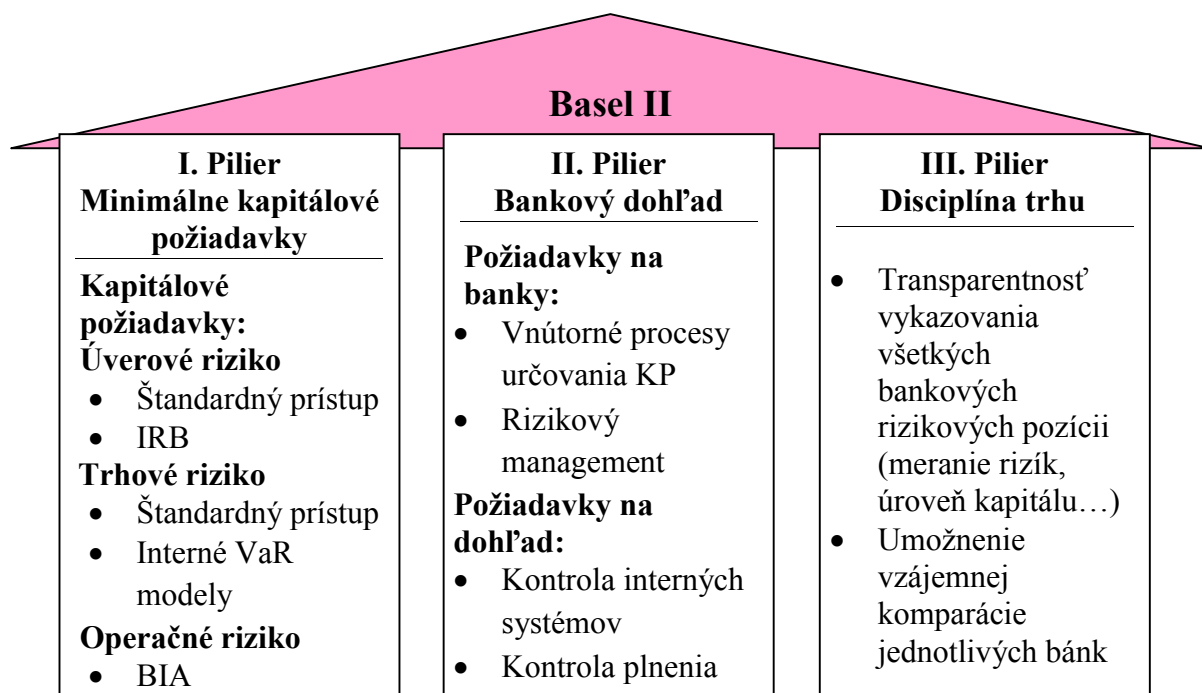 Basel II
I. Pilier
Minimálne kapitálové
požiadavky
Kapitálové
požiadavky:
Úverové riziko
• Štandardný prístup
• IRB
Trhové riziko
• Štandardný prístup
• Interné VaR
modely
Operačné riziko
• BIA
II. Pilier
Bankový dohľad
Požiadavky na
banky:
• Vnútorné procesy
určovania KP
• Rizikový
management
Požiadavky na
dohľad:
• Kontrola interných
systémov
• Kontrola plnenia
III. Pilier
Disciplína trhu
• Transparentnosť
vykazovania
všetkých
bankových
rizikových pozícii
(meranie rizík,
úroveň kapitálu…)
• Umožnenie
vzájomnej
komparácie
jednotlivých bánk